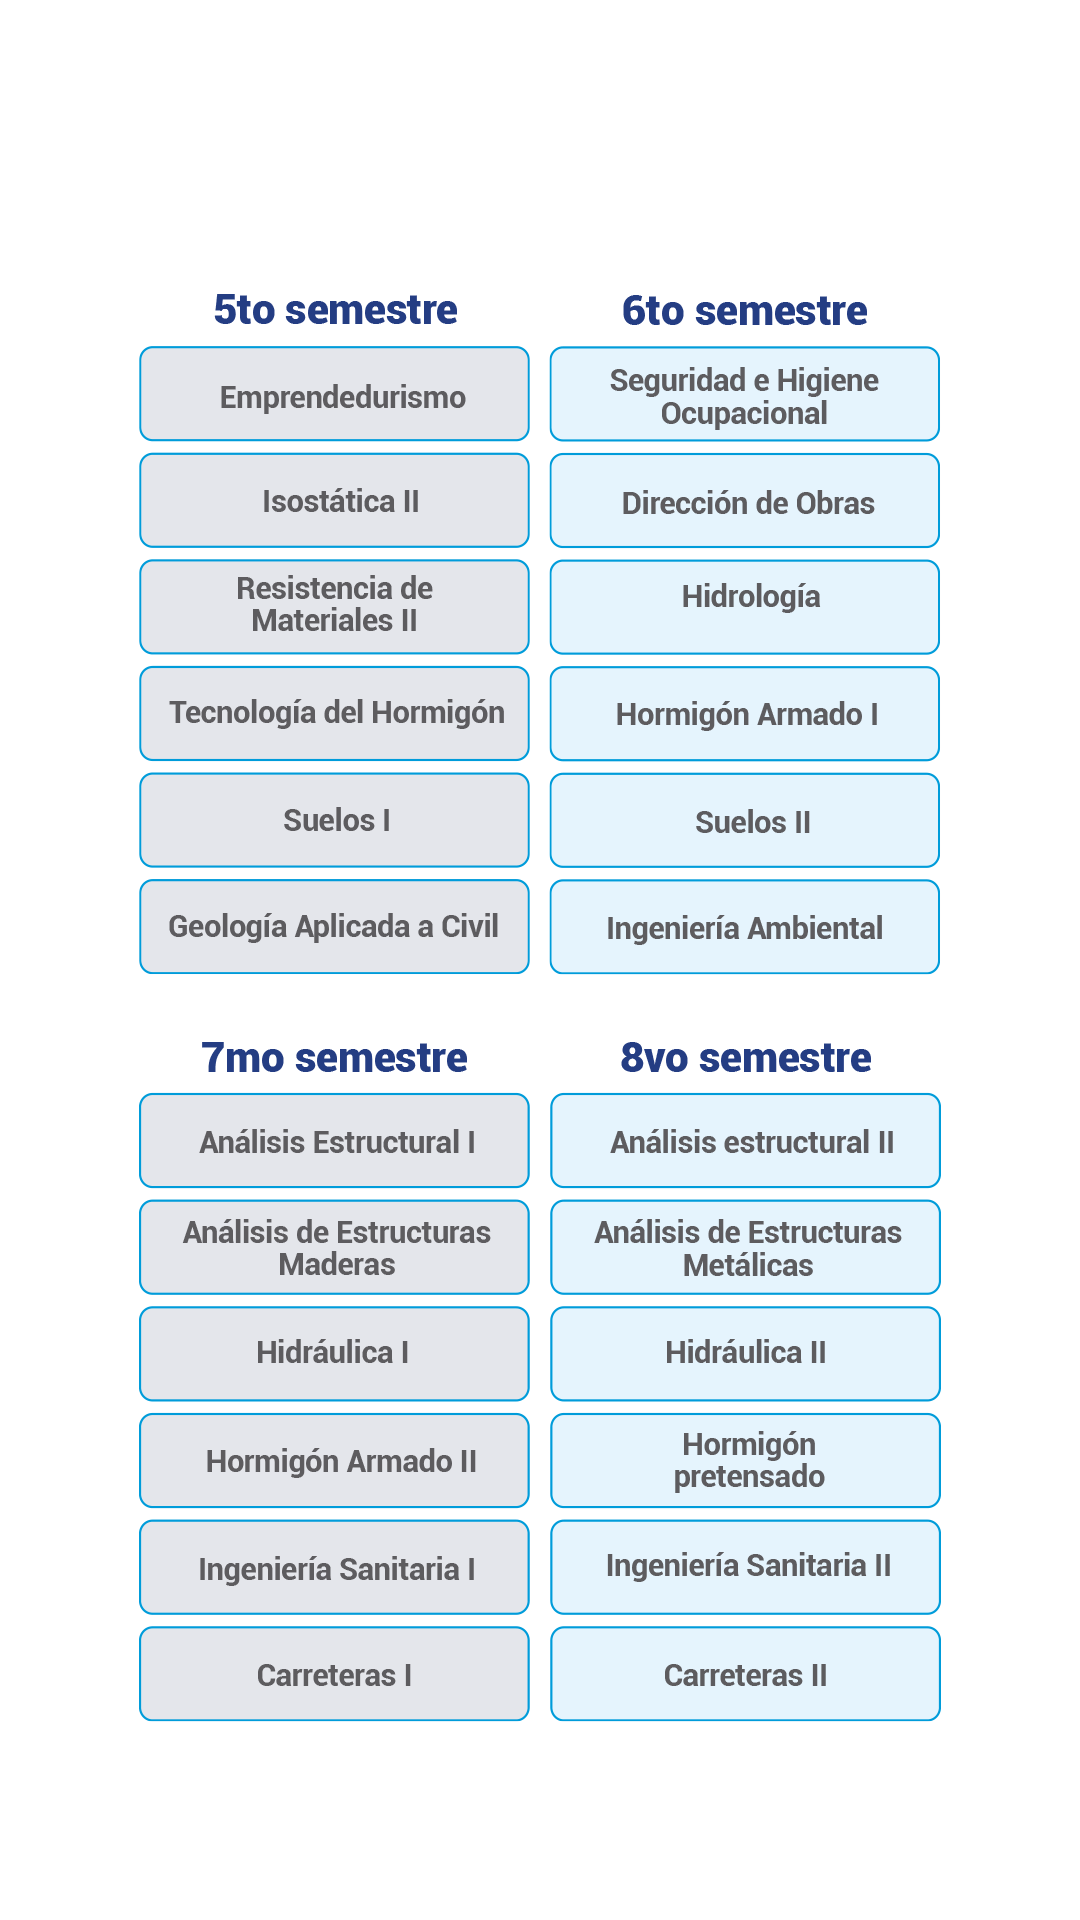 5to semestre
Emprendedurismo
Isostática II
Resistencia de
Materiales II
Tecnología del Hormigón
Suelos I
Geología Aplicada a Civil
6to semestre
Seguridad e Higiene
Ocupacional
Dirección de Obras
Hidrología
Hormigón Armado I
Suelos II
Ingeniería Ambiental
7mo semestre
Análisis Estructural I
Análisis de Estructuras
Maderas
Hidráulica I
Hormigón Armado II
Ingeniería Sanitaria I
Carreteras I
8vo semestre
Análisis estructural II
Análisis de Estructuras
Metálicas
Hidráulica II
Hormigón
pretensado
Ingeniería Sanitaria II
Carreteras II